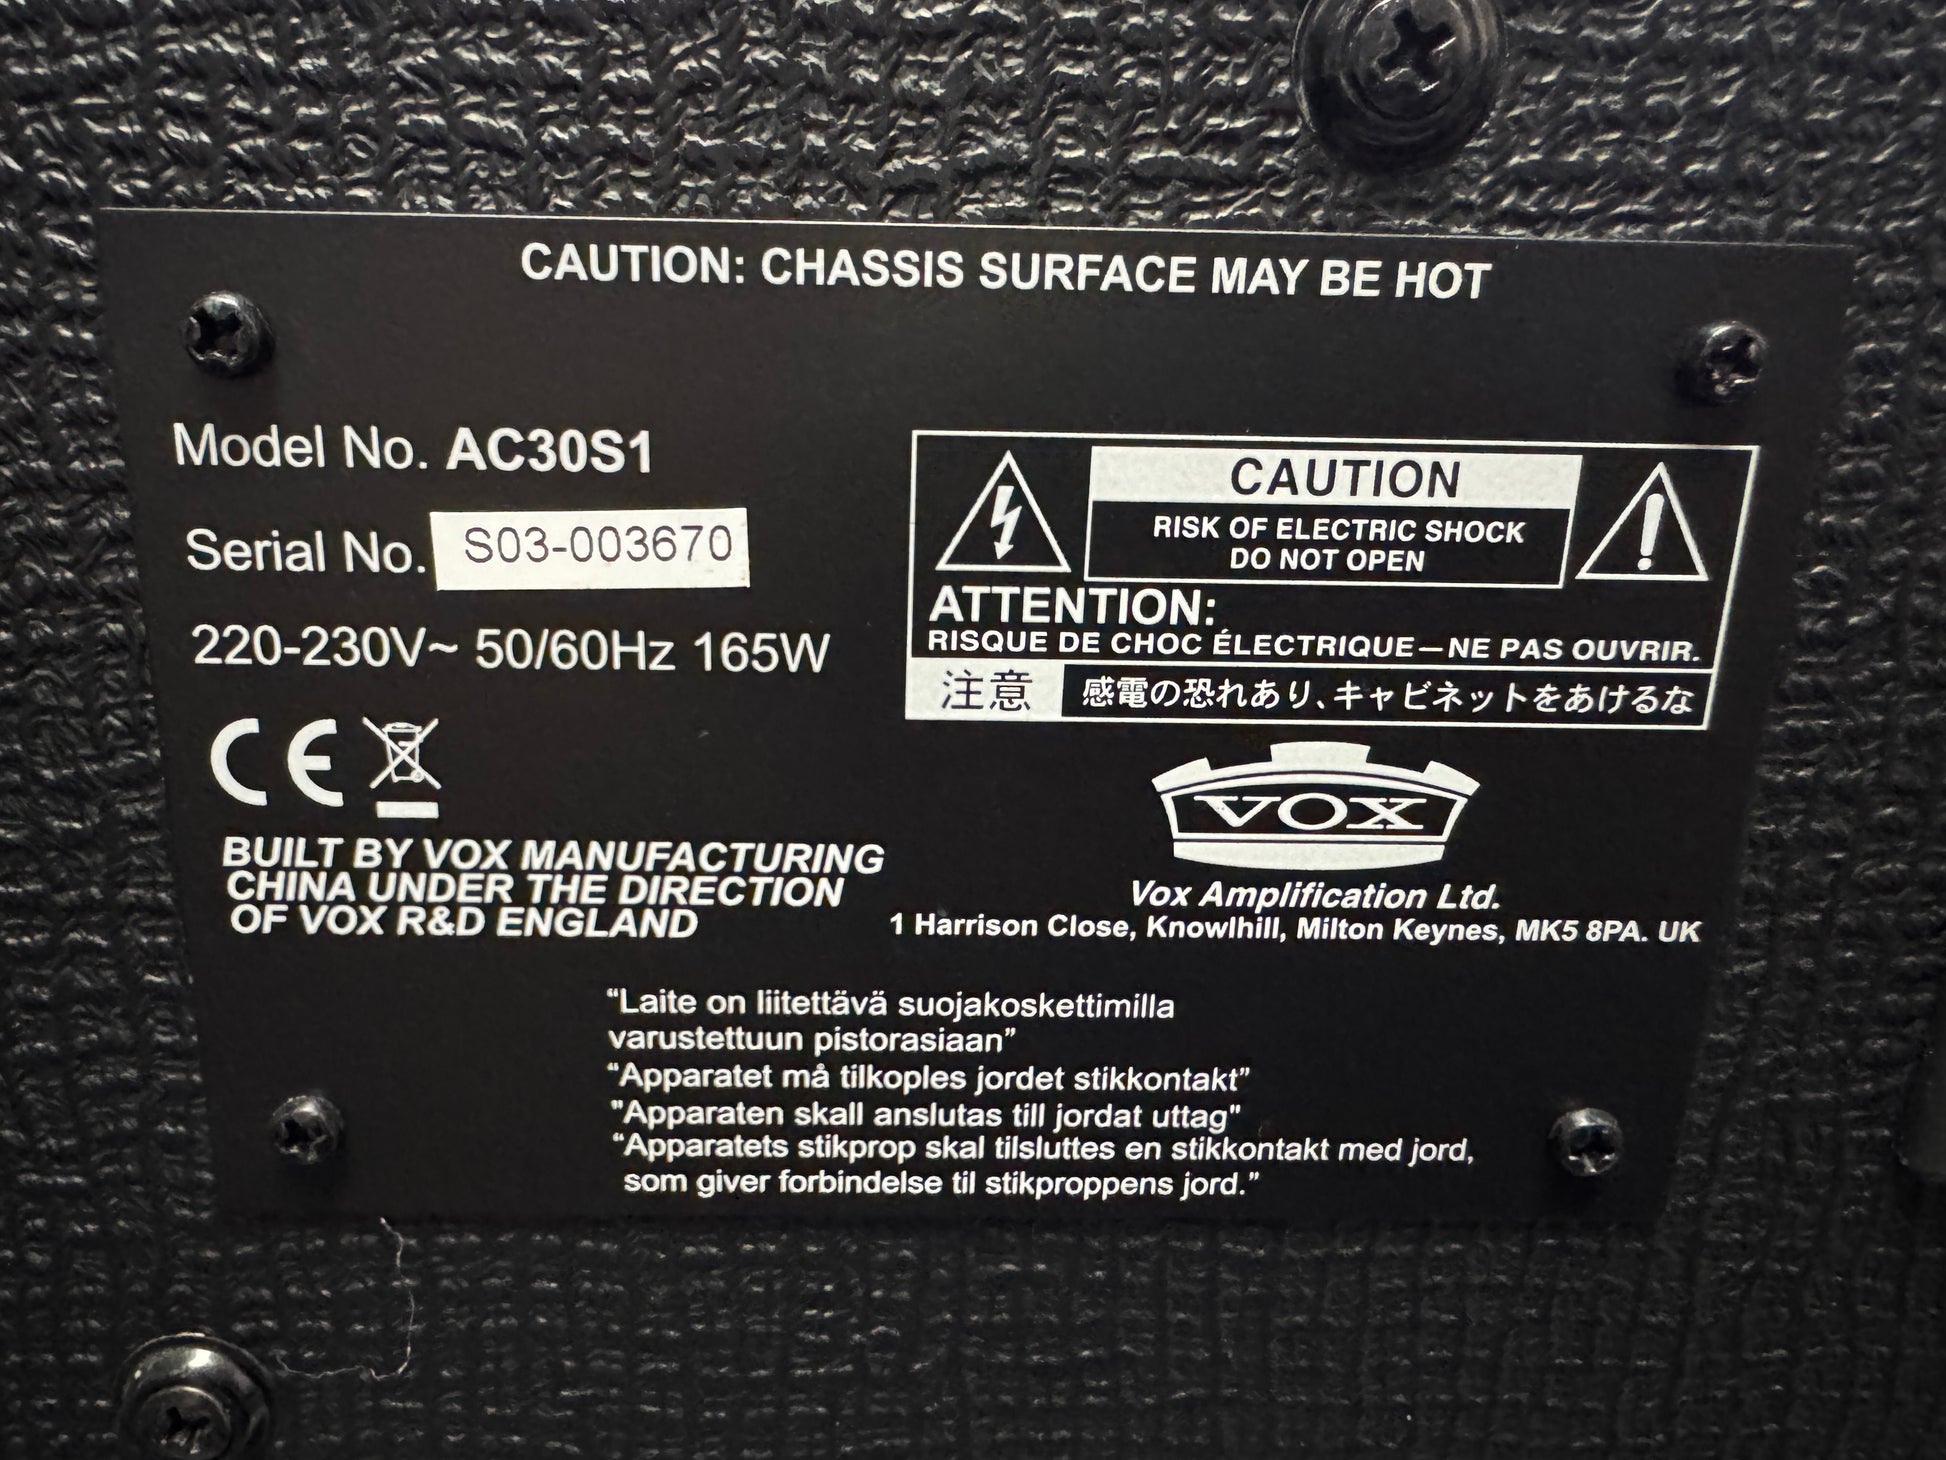 CAUTION: CHASSIS SURFACE MAY BE HOT
Model No. AC30S1
Serial No. S03-003670
220-230V~ 50/60Hz 165W
CE
BUILT BY VOX MANUFACTURING
CHINA UNDER THE DIRECTION
OF VOX R&D ENGLAND
CAUTION
RISK OF ELECTRIC SHOCK
DO NOT OPEN
ATTENTION:
RISQUE DE CHOC ÉLECTRIQUE—NE PAS OUVRIR.
注意 感電の恐れあり、キャビネットをあけるな
VOX
Vox Amplification Ltd.
1 Harrison Close, Knowlhill, Milton Keynes, MK5 8PA. UK
“Laite on liitettävä suojakoskettimilla
varustettuun pistorasiaan”
“Apparatet må tilkoples jordet stikkontakt”
"Apparaten skall anslutas till jordat uttag"
“Apparatets stikprop skal tilsluttes en stikkontakt med jord,
som giver forbindelse til stikproppens jord.”